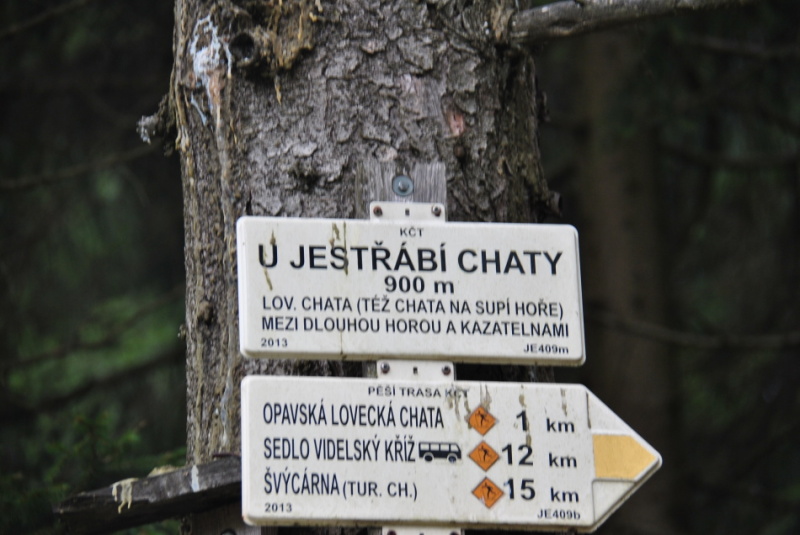 KČT
U JESTŘÁBÍ CHATY
900 m
LOV. CHATA (TÉŽ CHATA NA SUPÍ HOŘE)
MEZI DLOUHOU HOROU A KAZATELNAMI
2013 JE409m
PĚŠÍ TRASA KČT
OPAVSKÁ LOVECKÁ CHATA 1 km
SEDLO VIDELSKÝ KŘÍŽ 12 km
ŠVÝCÁRNA (TUR. CH.) 15 km
2013 JE409b